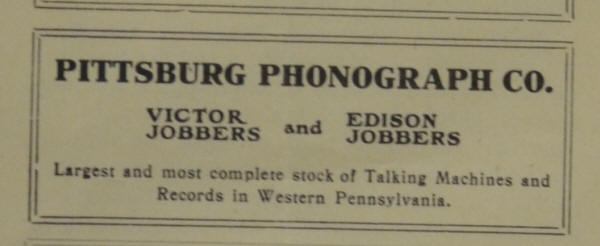 PITTSBURG PHONOGRAPH CO.
VICTOR JOBBERS and EDISON JOBBERS
Largest and most complete stock of Talking Machines and
Records in Western Pennsylvania.